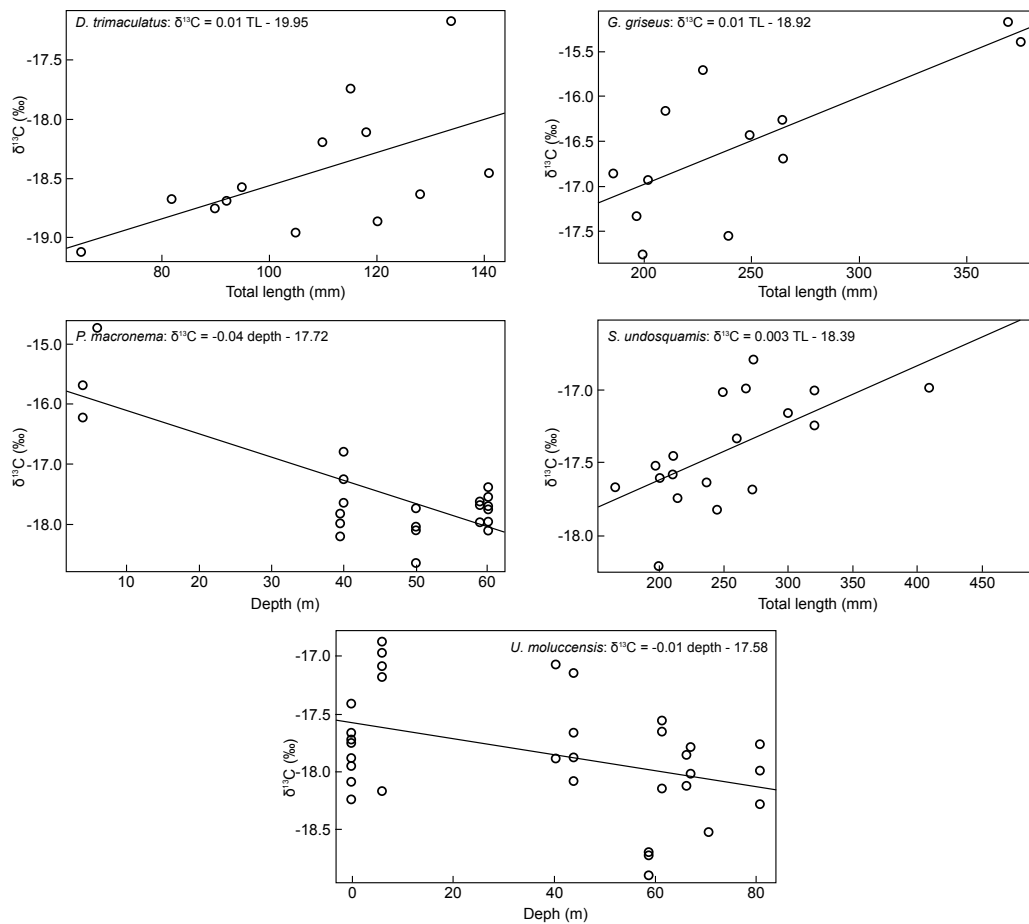 D. trimaculatus: δ¹³C = 0.01 TL - 19.95
-17.5
-18.0
-18.5
-19.0
δ¹³C (‰)
80 100 120 140
Total length (mm)
G. griseus: δ¹³C = 0.01 TL - 18.92
-15.5
-16.0
-16.5
-17.0
-17.5
δ¹³C (‰)
200 250 300 350
Total length (mm)
P. macronema: δ¹³C = -0.04 depth - 17.72
-15.0
-16.0
-17.0
-18.0
δ¹³C (‰)
10 20 30 40 50 60
Depth (m)
S. undosquamis: δ¹³C = 0.003 TL - 18.39
-17.0
-17.5
-18.0
δ¹³C (‰)
200 250 300 350 400 450
Total length (mm)
U. moluccensis: δ¹³C = -0.01 depth - 17.58
-17.0
-17.5
-18.0
-18.5
δ¹³C (‰)
0 20 40 60 80
Deph (m)